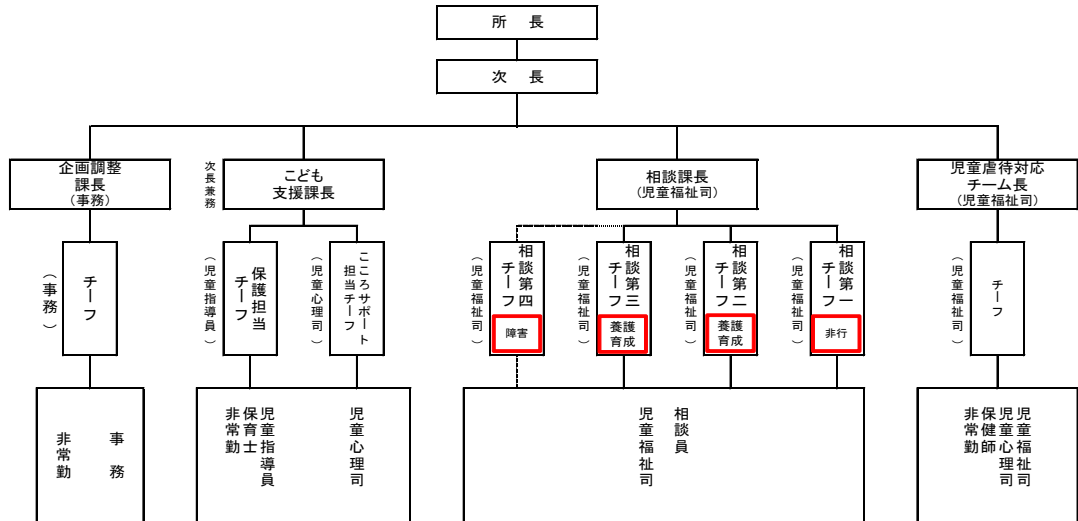 所　長
次　長
企画調整
課長
(事務)
次長兼務
こども
支援課長
相談課長
(児童福祉司)
児童虐待対応
チーム長
(児童福祉司)
（事務）
チーフ
（児童指導員）
保護担当
チーフ
（児童心理司）
こころサポート
担当チーフ
（児童福祉司）
相談第四
チーフ
障害
（児童福祉司）
相談第三
チーフ
養護
育成
（児童福祉司）
相談第二
チーフ
養護
育成
（児童福祉司）
相談第一
チーフ
非行
（児童福祉司）
チーフ
事　務
非常勤
児童指導員
保育士
非常勤
児童心理司
相談員
児童福祉司
児童福祉司
児童心理司
保健師
非常勤